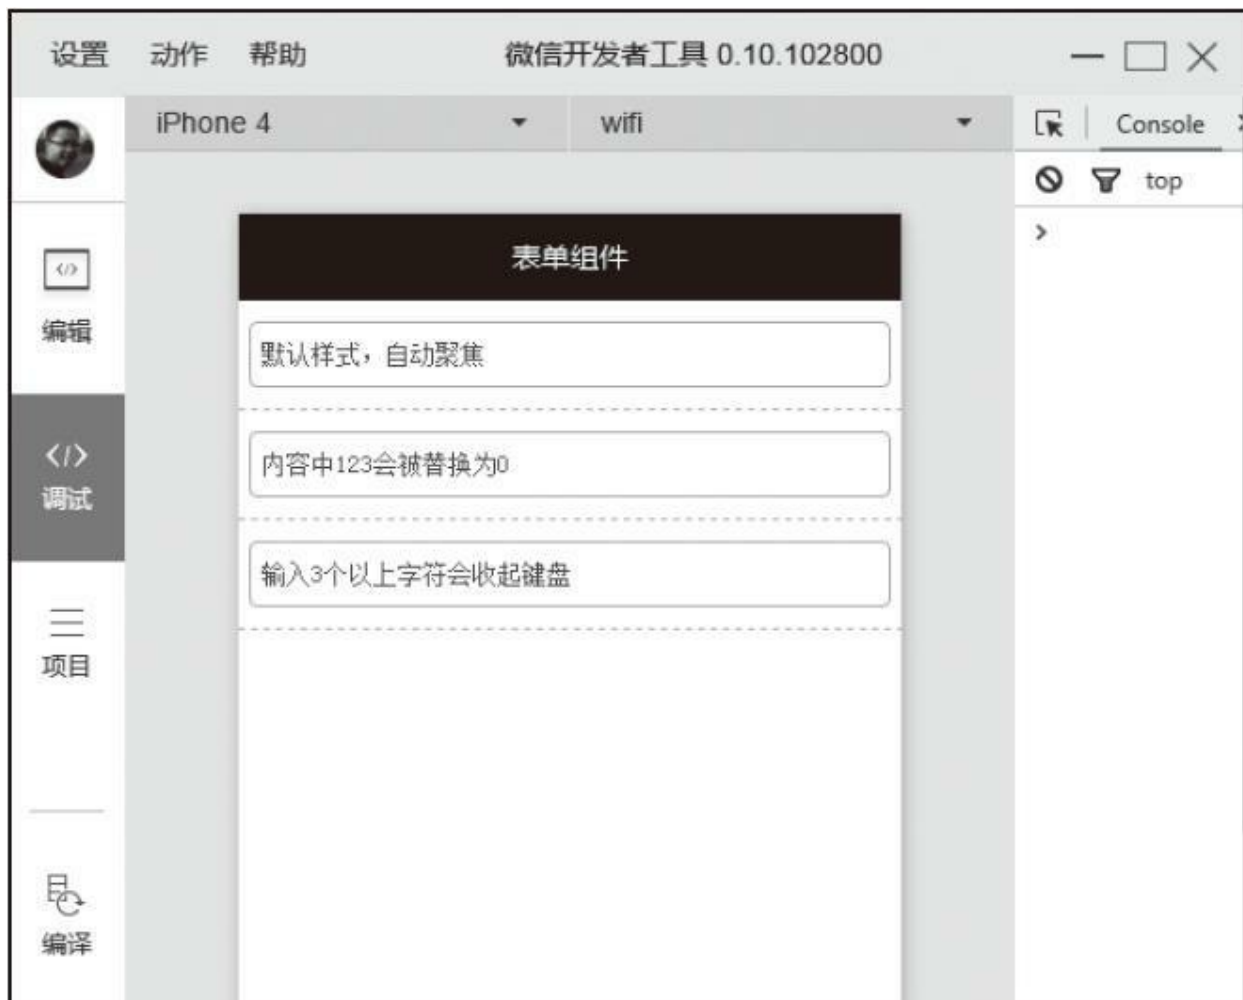 设置 动作 帮助 微信开发者工具 0.10.102800
iPhone 4 wifi Console
top
表单组件
默认样式，自动聚焦
内容中123会被替换为0
输入3个以上字符会收起键盘
编辑
调试
项目
编译